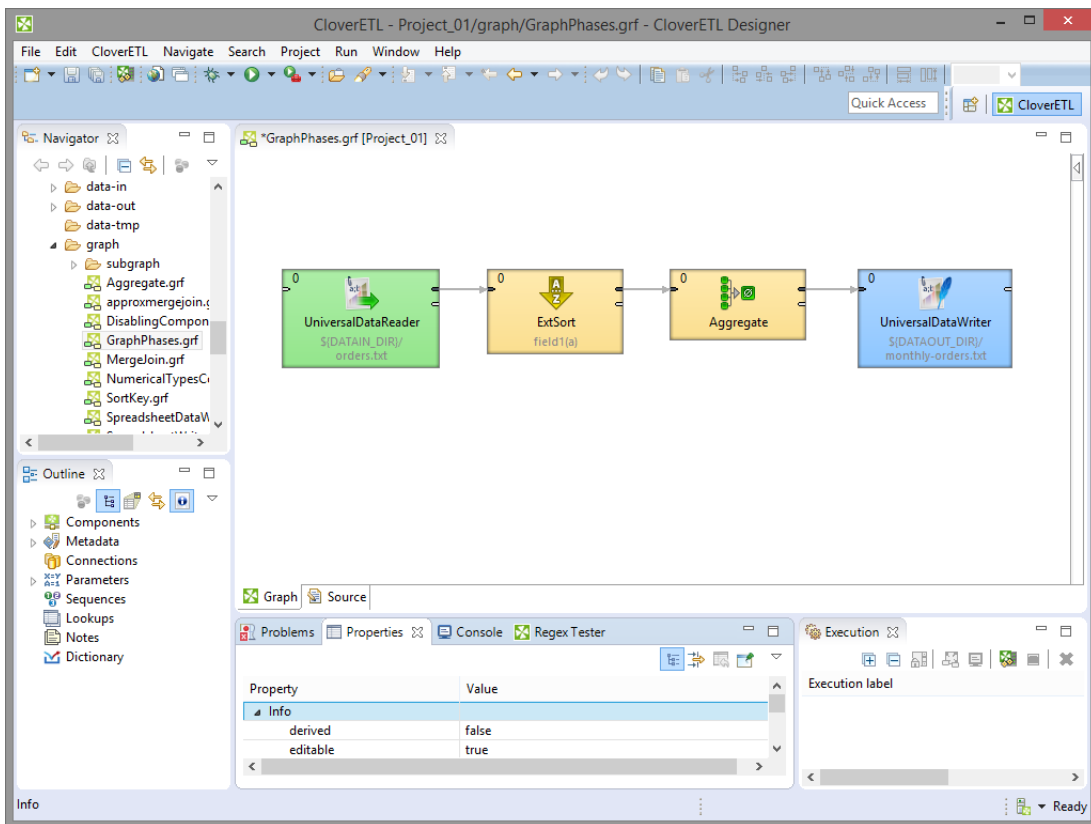 CloverETL - Project_01/graph/GraphPhases.grf - CloverETL Designer
File Edit CloverETL Navigate Search Project Run Window Help
Quick Access
CloverETL
Navigator
data-in
data-out
data-tmp
graph
subgraph
Aggregate.grf
approxmergejoin.g
DisablingCompon
GraphPhases.grf
MergeJoin.grf
NumericalTypesC
SortKey.grf
SpreadsheetDataW
*GraphPhases.grf [Project_01]
0 0 0 0
UniversalDataReader ExtSort Aggregate UniversalDataWriter
${DATAIN_DIR}/ field1(a) ${DATAOUT_DIR}/
orders.txt monthly-orders.txt
Outline
Components
Metadata
Connections
Parameters
Sequences
Lookups
Notes
Dictionary
Graph Source
Problems Properties Console Regex Tester
Property Value
Info
derived false
editable true
Execution
Execution label
Info
Ready